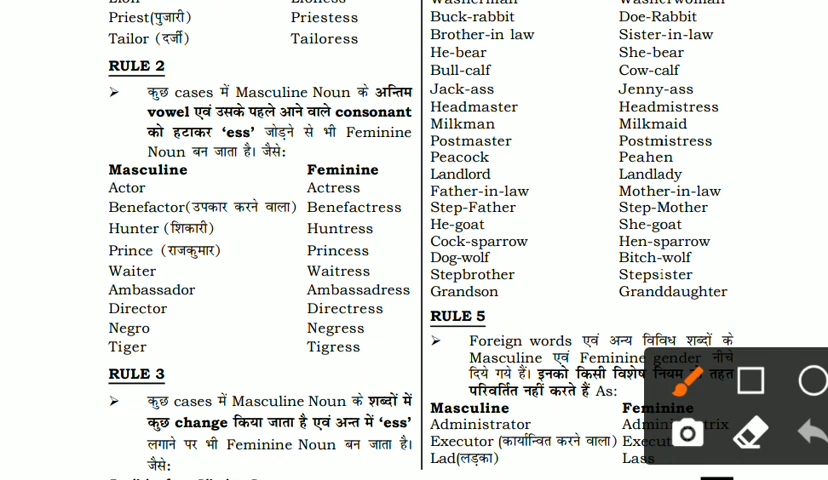 Priest(पुजारी) Priestess
Tailor (दर्जी) Tailoress
RULE 2
➤ कुछ cases में Masculine Noun के अन्तिम
vowel एवं उसके पहले आने वाले consonant
को हटाकर ‘ess’ जोड़ने से भी Feminine
Noun बन जाता है। जैसे:
Masculine Feminine
Actor Actress
Benefactor(उपकार करने वाला) Benefactress
Hunter (शिकारी) Huntress
Prince (राजकुमार) Princess
Waiter Waitress
Ambassador Ambassadress
Director Directress
Negro Negress
Tiger Tigress
RULE 3
➤ कुछ cases में Masculine Noun के शब्दों में
कुछ change किया जाता है एवं अन्त में ‘ess’
लगाने पर भी Feminine Noun बन जाता है।
जैसे:
Buck-rabbit Doe-Rabbit
Brother-in law Sister-in-law
He-bear She-bear
Bull-calf Cow-calf
Jack-ass Jenny-ass
Headmaster Headmistress
Milkman Milkmaid
Postmaster Postmistress
Peacock Peahen
Landlord Landlady
Father-in-law Mother-in-law
Step-Father Step-Mother
He-goat She-goat
Cock-sparrow Hen-sparrow
Dog-wolf Bitch-wolf
Stepbrother Stepsister
Grandson Granddaughter
RULE 5
➤ Foreign words एवं अन्य विविध शब्दों के
Masculine एवं Feminine gender नीचे
दिये गये हैं। इनको किसी विशेष नियम तहत
परिवर्तित नहीं करते हैं As:
Masculine Feminine
Administrator
Executor (कार्यान्वित करने वाला)
Lad(लड़का) Lass